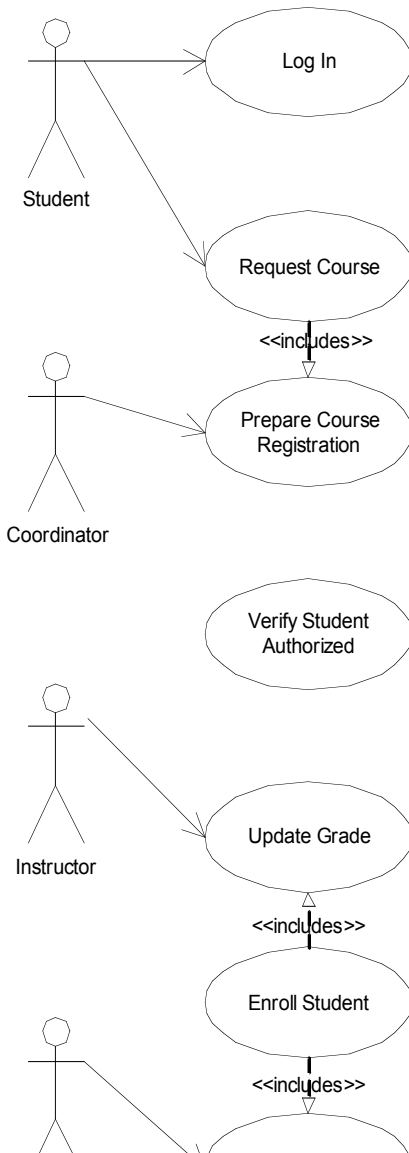 Log In
Student
Request Course
<<includes>>
Prepare Course
Registration
Coordinator
Verify Student
Authorized
Update Grade
Instructor
<<includes>>
Enroll Student
<<includes>>